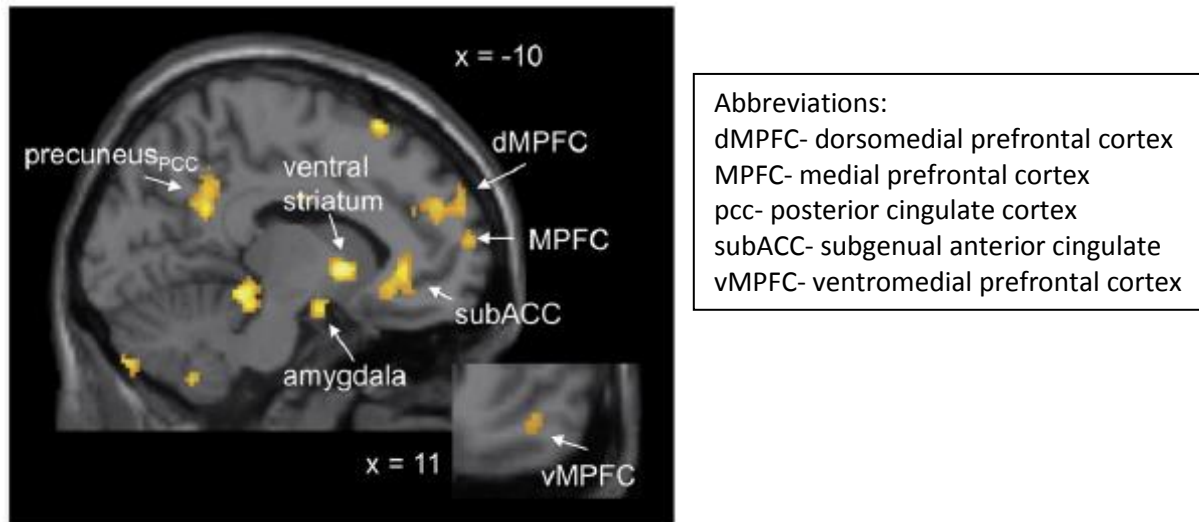 x = -10
dMPFC
precuneusPCC
ventral
striatum
MPFC
subACC
amygdala
x = 11
vMPFC
Abbreviations:
dMPFC- dorsomedial prefrontal cortex
MPFC- medial prefrontal cortex
pcc- posterior cingulate cortex
subACC- subgenual anterior cingulate
vMPFC- ventromedial prefrontal cortex